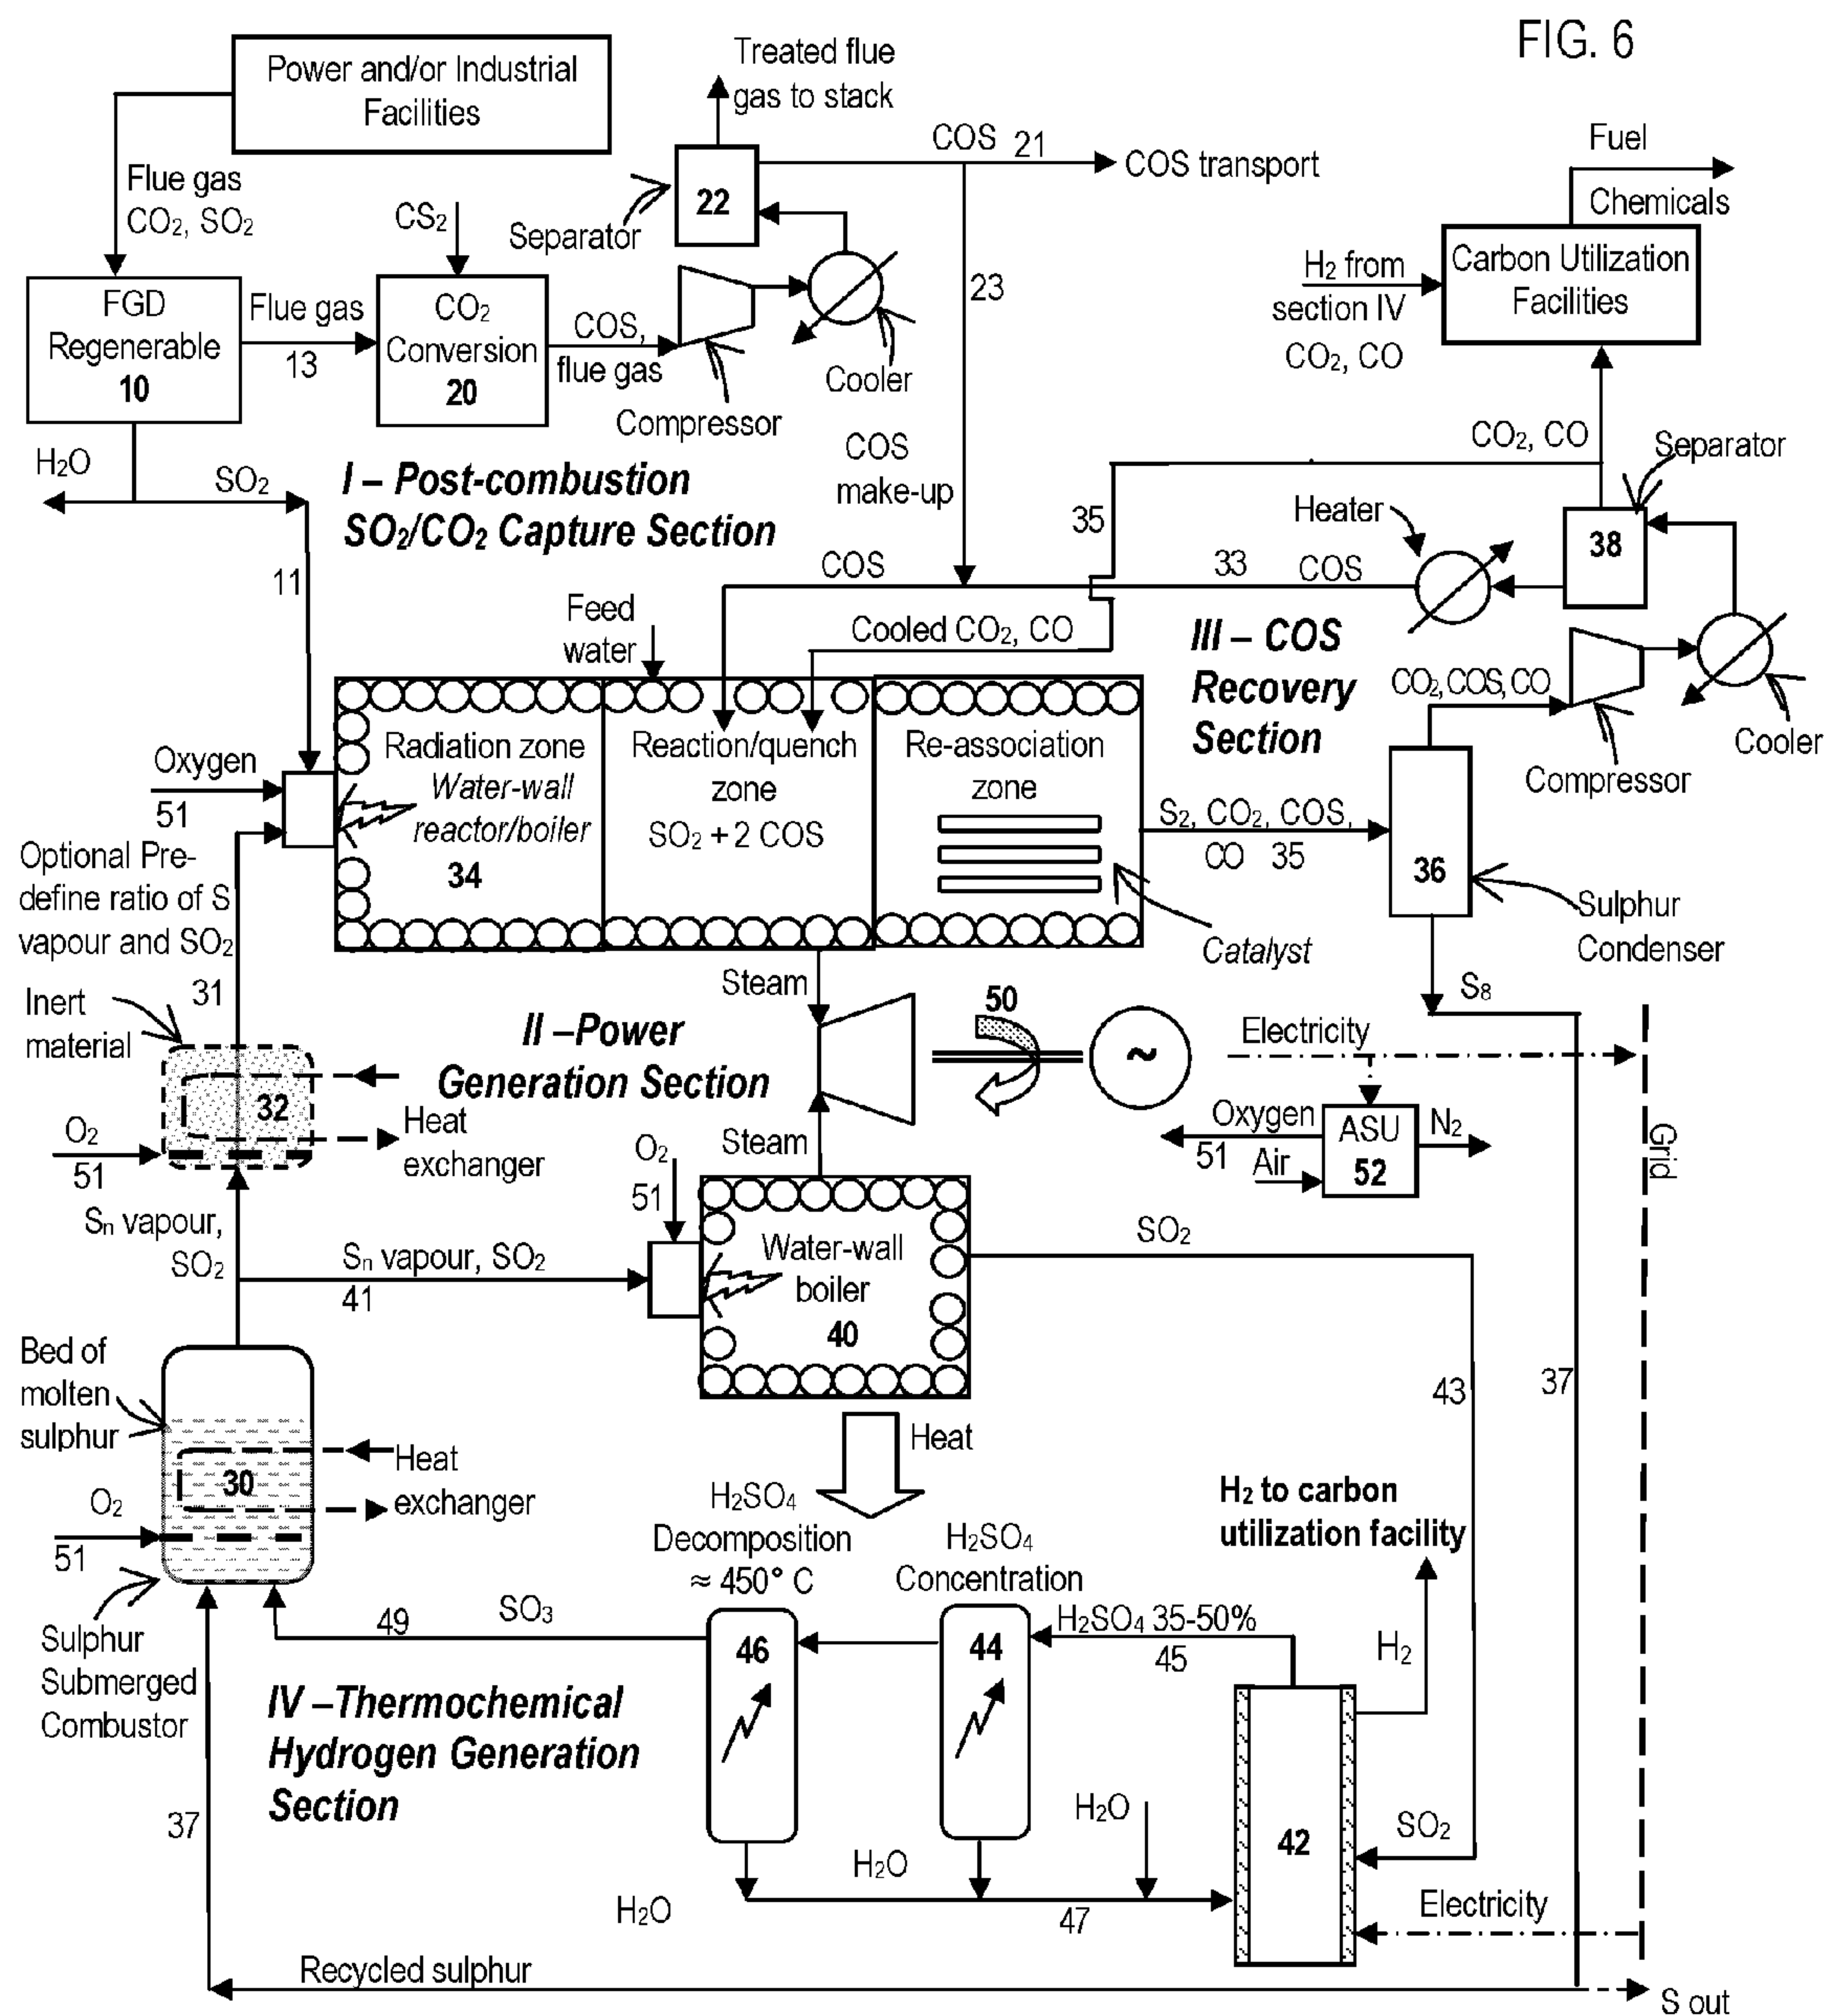 FIG. 6
Power and/or Industrial
Facilities
Treated flue
gas to stack
COS 21
COS transport
Fuel
Chemicals
Flue gas
CO₂, SO₂
CS₂
Separator
22
23
H₂ from
section IV
CO₂, CO
Carbon Utilization
Facilities
FGD
Regenerable
10
Flue gas
13
CO₂
Conversion
20
COS,
flue gas
Compressor
Cooler
H₂O
SO₂
I – Post-combustion
SO₂/CO₂ Capture Section
COS
make-up
CO₂, CO
Separator
35
Heater
38
11
COS
33
COS
Feed
water
Cooled CO₂, CO
III – COS
Recovery
Section
CO₂, COS, CO
Cooler
Compressor
Oxygen
51
Radiation zone
Water-wall
reactor/boiler
34
Reaction/quench
zone
SO₂ + 2 COS
Re-association
zone
S₂, CO₂, COS,
CO 35
36
Sulphur
Condenser
Catalyst
Optional Pre-
define ratio of S
vapour and SO₂
31
Inert
material
II –Power
Generation Section
Steam
50
~
S₈
Electricity
32
O₂
51
Heat
exchanger
Steam
O₂
51
Oxygen
51
Air
ASU
52
N₂
Grid
Sₙ vapour,
SO₂
Sₙ vapour, SO₂
41
Water-wall
boiler
40
SO₂
43
37
Bed of
molten
sulphur
30
Heat
exchanger
O₂
51
Heat
H₂SO₄
Decomposition
≈ 450° C
H₂SO₄
Concentration
H₂ to carbon
utilization facility
Sulphur
Submerged
Combustor
SO₃
49
46
44
H₂SO₄ 35-50%
45
H₂
IV –Thermochemical
Hydrogen Generation
Section
37
H₂O
42
SO₂
H₂O
H₂O
47
Electricity
Recycled sulphur
S out